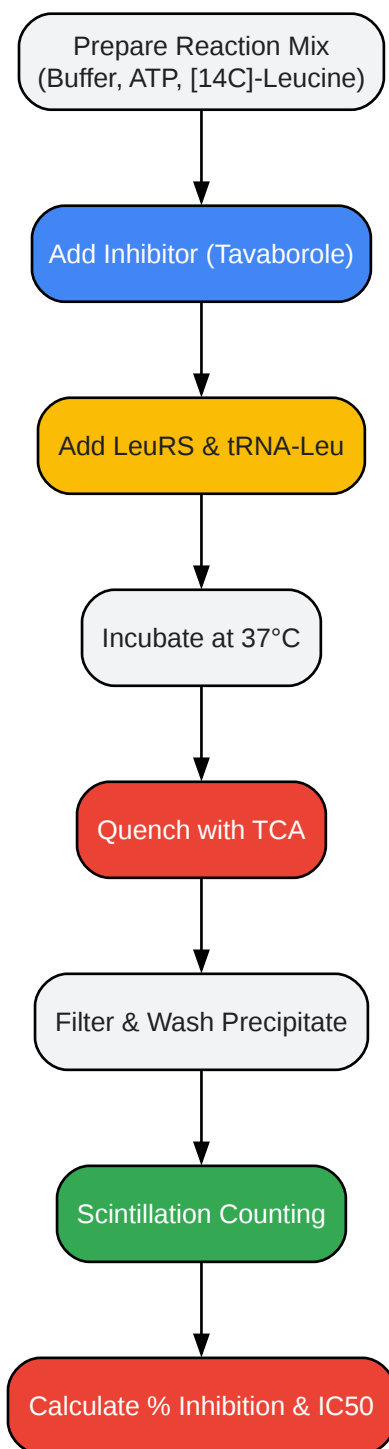 Prepare Reaction Mix
(Buffer, ATP, [14C]-Leucine)
Add Inhibitor (Tavaborole)
Add LeuRS & tRNA-Leu
Incubate at 37°C
Quench with TCA
Filter & Wash Precipitate
Scintillation Counting
Calculate % Inhibition & IC50